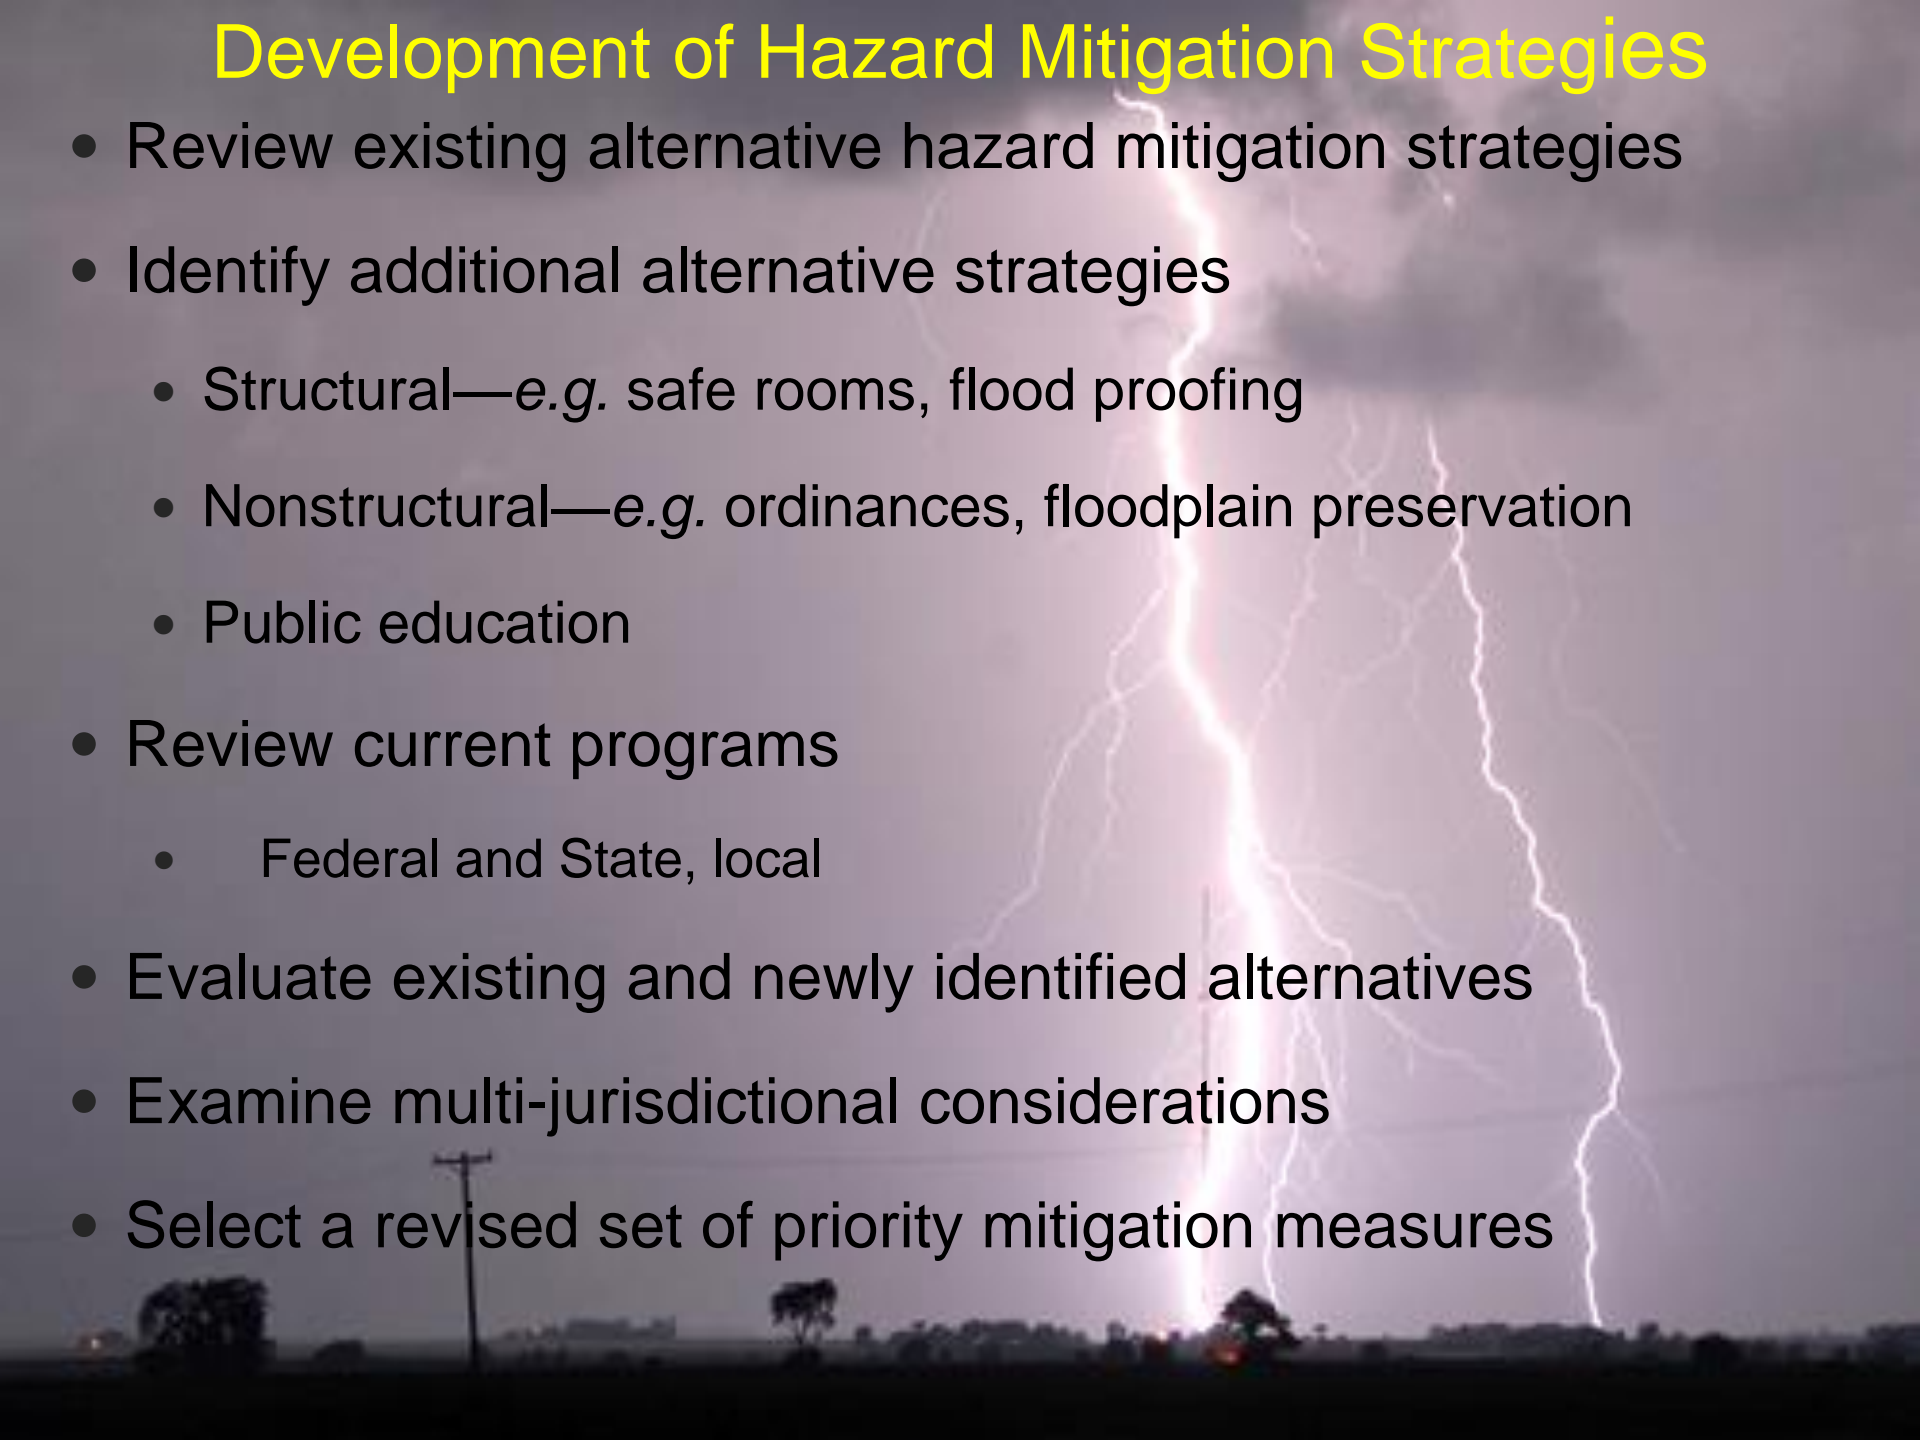 Development of Hazard Mitigation Strategies
• Review existing alternative hazard mitigation strategies
• Identify additional alternative strategies
• Structural—e.g. safe rooms, flood proofing
• Nonstructural—e.g. ordinances, floodplain preservation
• Public education
• Review current programs
• Federal and State, local
• Evaluate existing and newly identified alternatives
• Examine multi-jurisdictional considerations
• Select a revised set of priority mitigation measures